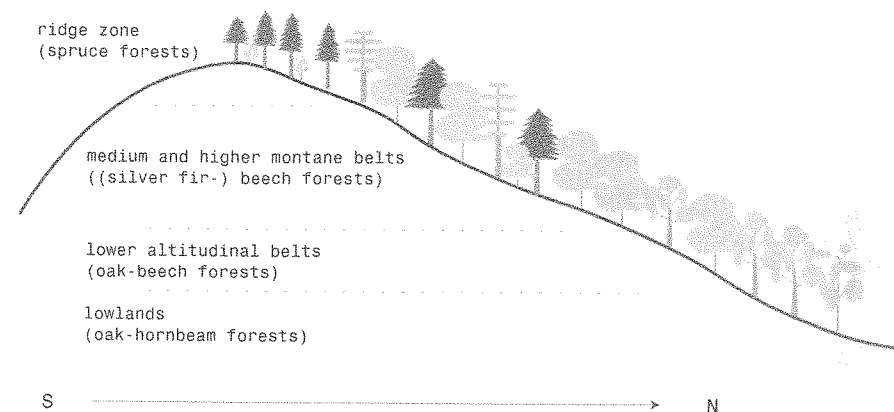 ridge zone
(spruce forests)
medium and higher montane belts
((silver fir-) beech forests)
lower altitudinal belts
(oak-beech forests)
lowlands
(oak-hornbeam forests)
S N